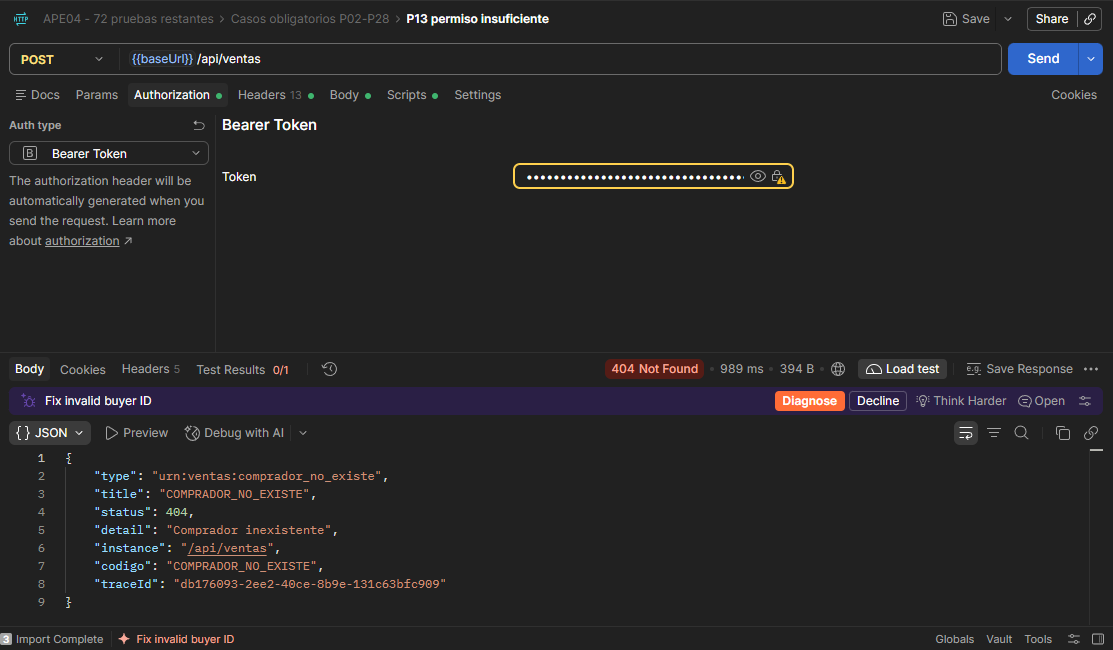 HTTP APE04 - 72 pruebas restantes > Casos obligatorios P02-P28 > P13 permiso insuficiente Save Share
POST {{baseUrl}} /api/ventas Send
Docs Params Authorization Headers 13 Body Scripts Settings Cookies
Auth type
Bearer Token
B Bearer Token
The authorization header will be
automatically generated when you
send the request. Learn more
about authorization ↗
Token
Body Cookies Headers 5 Test Results 0/1 404 Not Found • 989 ms • 394 B • Load test e.g. Save Response
Fix invalid buyer ID Diagnose Decline Think Harder Open
{} JSON Preview Debug with AI
1 {
2 "type": "urn:ventas:comprador_no_existe",
3 "title": "COMPRADOR_NO_EXISTE",
4 "status": 404,
5 "detail": "Comprador inexistente",
6 "instance": "/api/ventas",
7 "codigo": "COMPRADOR_NO_EXISTE",
8 "traceId": "db176093-2ee2-40ce-8b9e-131c63bfc909"
9 }
3 Import Complete Fix invalid buyer ID Globals Vault Tools